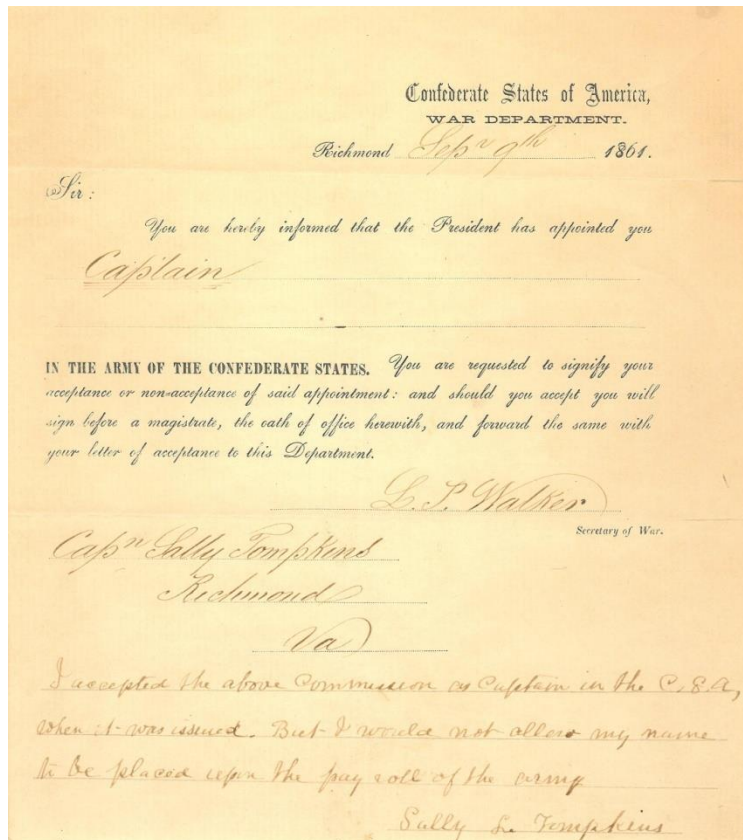 Confederate States of America,
WAR DEPARTMENT.
Richmond Sepr 9th 1861.
Sir:
You are hereby informed that the President has appointed you
Captain
IN THE ARMY OF THE CONFEDERATE STATES. You are requested to signify your
acceptance or non-acceptance of said appointment: and should you accept you will
sign before a magistrate, the oath of office herewith, and forward the same with
your letter of acceptance to this Department.
L. P. Walker
Secretary of War.
Capn Sally Tompkins
Richmond
Va
I accepted the above Commission as Captain in the C.S.A,
when it was issued. But I would not allow my name
to be placed upon the pay roll of the army
Sally L. Tompkins